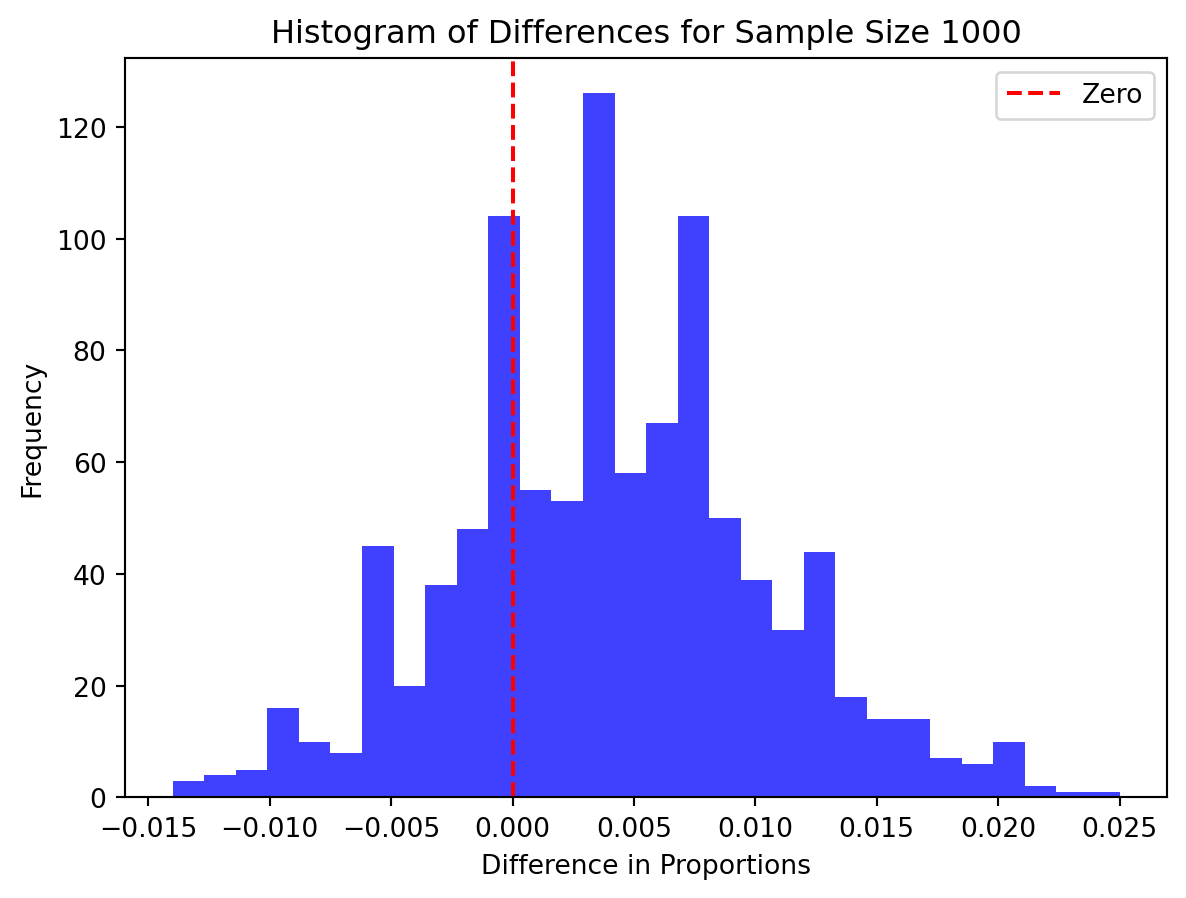 Histogram of Differences for Sample Size 1000
Zero
120
100
80
60
40
20
0
Frequency
−0.015 −0.010 −0.005 0.000 0.005 0.010 0.015 0.020 0.025
Difference in Proportions